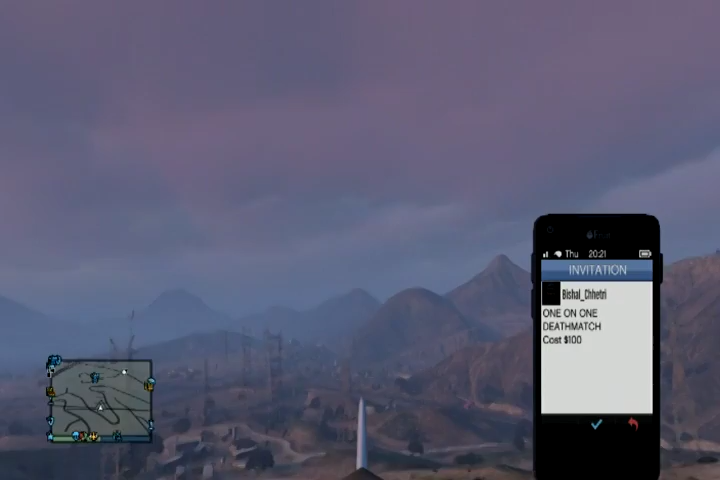 Thu 20:21
INVITATION
Bishal_Chhetri
ONE ON ONE
DEATHMATCH
Cost $100